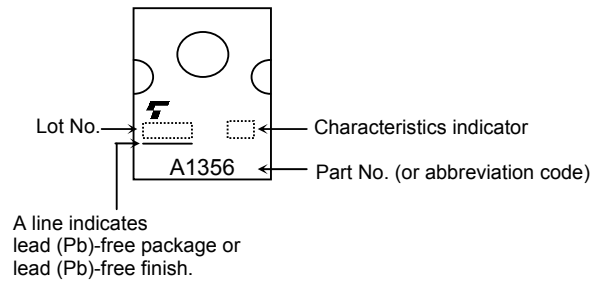 Lot No.
Characteristics indicator
A1356
Part No. (or abbreviation code)
A line indicates
lead (Pb)-free package or
lead (Pb)-free finish.